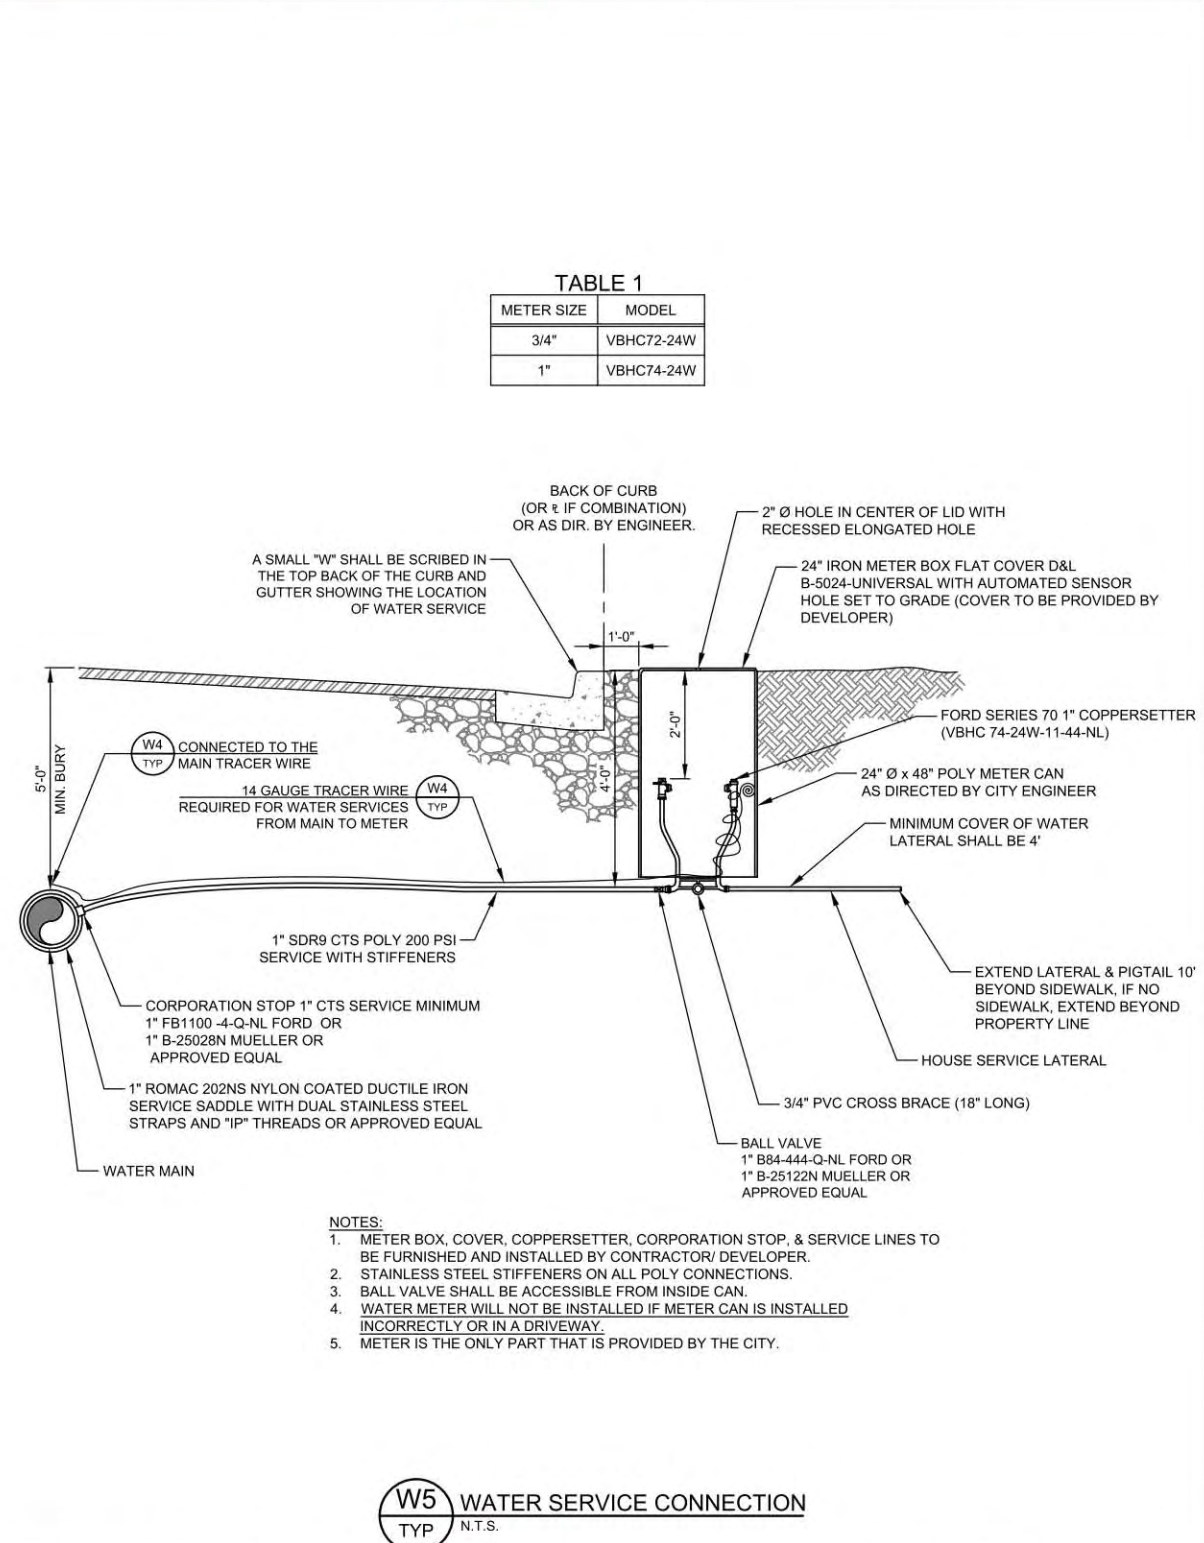 TABLE 1
METER SIZE MODEL
3/4" VBHC72-24W
1" VBHC74-24W
BACK OF CURB
(OR ⅊ IF COMBINATION)
OR AS DIR. BY ENGINEER.
2" Ø HOLE IN CENTER OF LID WITH
RECESSED ELONGATED HOLE
A SMALL "W" SHALL BE SCRIBED IN
THE TOP BACK OF THE CURB AND
GUTTER SHOWING THE LOCATION
OF WATER SERVICE
24" IRON METER BOX FLAT COVER D&L
B-5024-UNIVERSAL WITH AUTOMATED SENSOR
HOLE SET TO GRADE (COVER TO BE PROVIDED BY
DEVELOPER)
1'-0"
2'-0"
4'-0"
5'-0"
MIN. BURY
FORD SERIES 70 1" COPPERSETTER
(VBHC 74-24W-11-44-NL)
W4
TYP
CONNECTED TO THE
MAIN TRACER WIRE
24" Ø x 48" POLY METER CAN
AS DIRECTED BY CITY ENGINEER
14 GAUGE TRACER WIRE
REQUIRED FOR WATER SERVICES
FROM MAIN TO METER
W4
TYP
MINIMUM COVER OF WATER
LATERAL SHALL BE 4'
1" SDR9 CTS POLY 200 PSI
SERVICE WITH STIFFENERS
EXTEND LATERAL & PIGTAIL 10'
BEYOND SIDEWALK, IF NO
SIDEWALK, EXTEND BEYOND
PROPERTY LINE
CORPORATION STOP 1" CTS SERVICE MINIMUM
1" FB1100 -4-Q-NL FORD OR
1" B-25028N MUELLER OR
APPROVED EQUAL
HOUSE SERVICE LATERAL
1" ROMAC 202NS NYLON COATED DUCTILE IRON
SERVICE SADDLE WITH DUAL STAINLESS STEEL
STRAPS AND "IP" THREADS OR APPROVED EQUAL
3/4" PVC CROSS BRACE (18" LONG)
BALL VALVE
1" B84-444-Q-NL FORD OR
1" B-25122N MUELLER OR
APPROVED EQUAL
WATER MAIN
NOTES:
1. METER BOX, COVER, COPPERSETTER, CORPORATION STOP, & SERVICE LINES TO
BE FURNISHED AND INSTALLED BY CONTRACTOR/ DEVELOPER.
2. STAINLESS STEEL STIFFENERS ON ALL POLY CONNECTIONS.
3. BALL VALVE SHALL BE ACCESSIBLE FROM INSIDE CAN.
4. WATER METER WILL NOT BE INSTALLED IF METER CAN IS INSTALLED
INCORRECTLY OR IN A DRIVEWAY.
5. METER IS THE ONLY PART THAT IS PROVIDED BY THE CITY.
W5
TYP
WATER SERVICE CONNECTION
N.T.S.